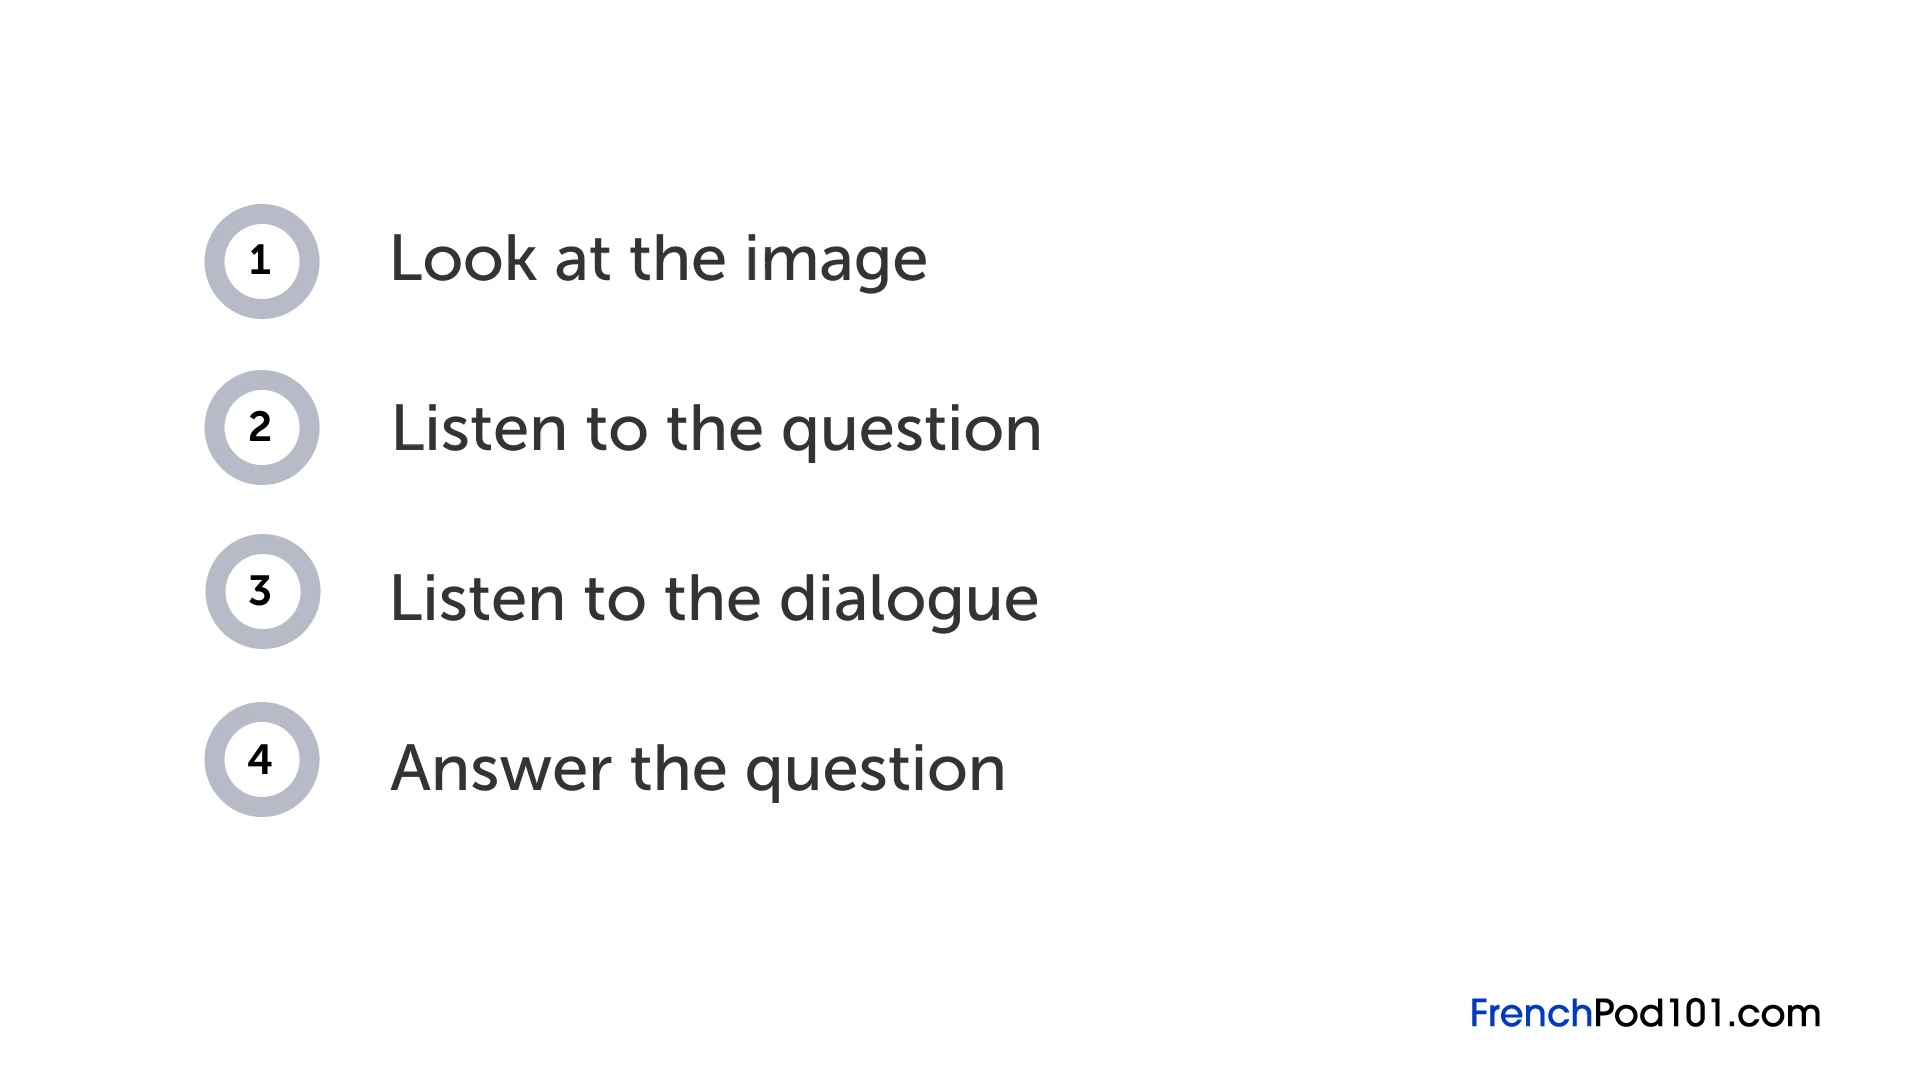 1 Look at the image
2 Listen to the question
3 Listen to the dialogue
4 Answer the question
FrenchPod101.com